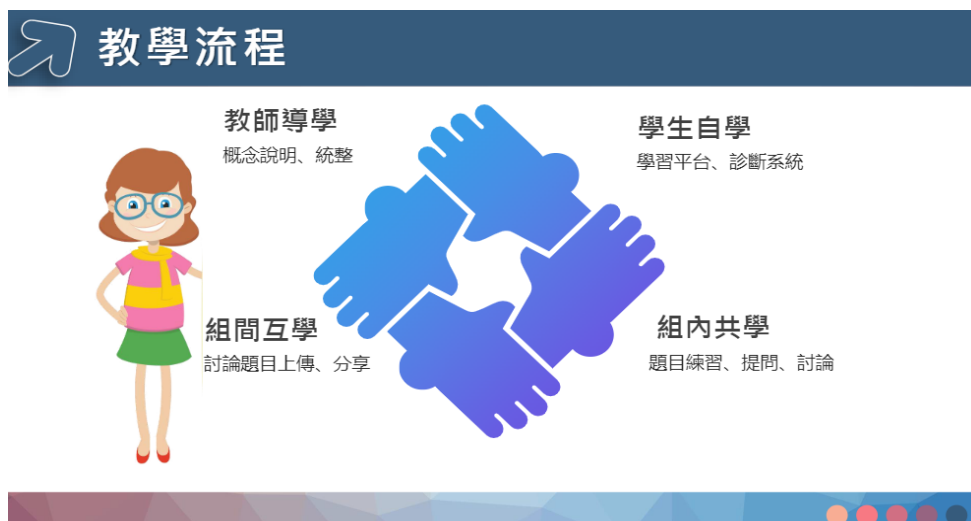 教學流程
教師導學
概念說明、統整
學生自學
學習平台、診斷系統
組間互學
討論題目上傳、分享
組內共學
題目練習、提問、討論